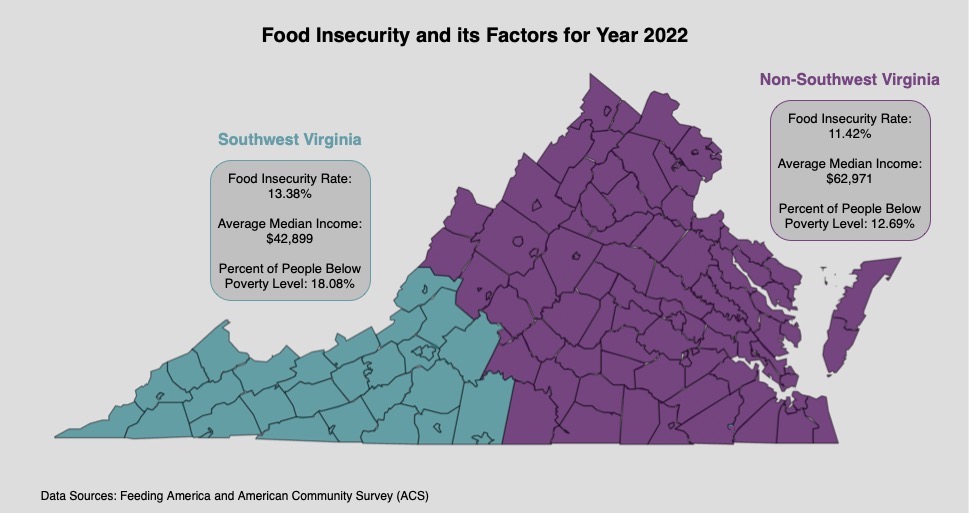 Food Insecurity and its Factors for Year 2022
Non-Southwest Virginia
Food Insecurity Rate:
11.42%
Average Median Income:
$62,971
Percent of People Below
Poverty Level: 12.69%
Southwest Virginia
Food Insecurity Rate:
13.38%
Average Median Income:
$42,899
Percent of People Below
Poverty Level: 18.08%
Data Sources: Feeding America and American Community Survey (ACS)